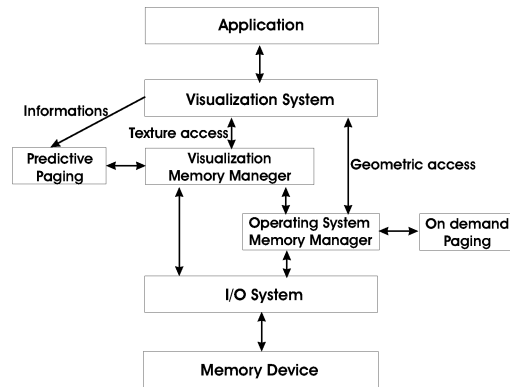 Application
Visualization System
Informations
Texture access
Predictive
Paging
Visualization
Memory Maneger
Geometric access
Operating System
Memory Manager
On demand
Paging
I/O System
Memory Device